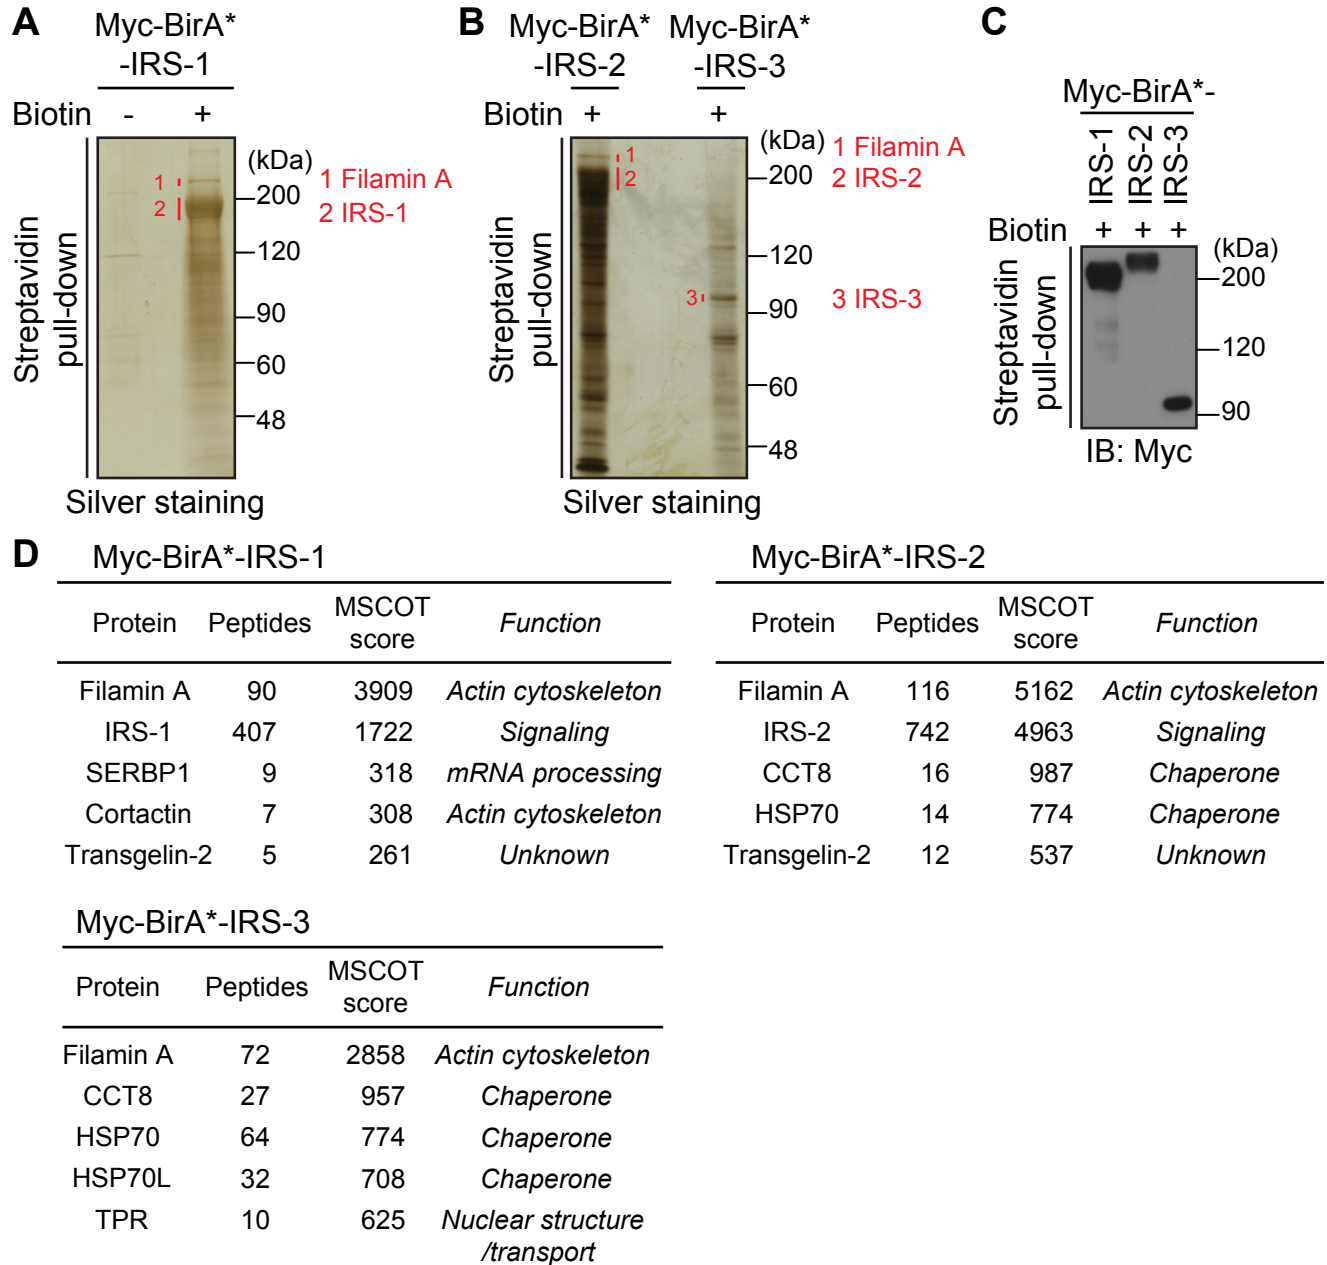 A
Myc-BirA*
-IRS-1
Biotin - +
(kDa)
1
2
1 Filamin A
2 IRS-1
200
120
90
60
48
Streptavidin
pull-down
Silver staining
B
Myc-BirA* Myc-BirA*
-IRS-2 -IRS-3
Biotin + +
(kDa)
1
2
3
1 Filamin A
2 IRS-2
3 IRS-3
200
120
90
60
48
Streptavidin
pull-down
Silver staining
C
Myc-BirA*-
IRS-1
IRS-2
IRS-3
Biotin + + +
(kDa)
200
120
90
Streptavidin
pull-down
IB: Myc
D
Myc-BirA*-IRS-1
Protein Peptides MSCOT score Function
Filamin A 90 3909 Actin cytoskeleton
IRS-1 407 1722 Signaling
SERBP1 9 318 mRNA processing
Cortactin 7 308 Actin cytoskeleton
Transgelin-2 5 261 Unknown
Myc-BirA*-IRS-2
Protein Peptides MSCOT score Function
Filamin A 116 5162 Actin cytoskeleton
IRS-2 742 4963 Signaling
CCT8 16 987 Chaperone
HSP70 14 774 Chaperone
Transgelin-2 12 537 Unknown
Myc-BirA*-IRS-3
Protein Peptides MSCOT score Function
Filamin A 72 2858 Actin cytoskeleton
CCT8 27 957 Chaperone
HSP70 64 774 Chaperone
HSP70L 32 708 Chaperone
TPR 10 625 Nuclear structure
/transport